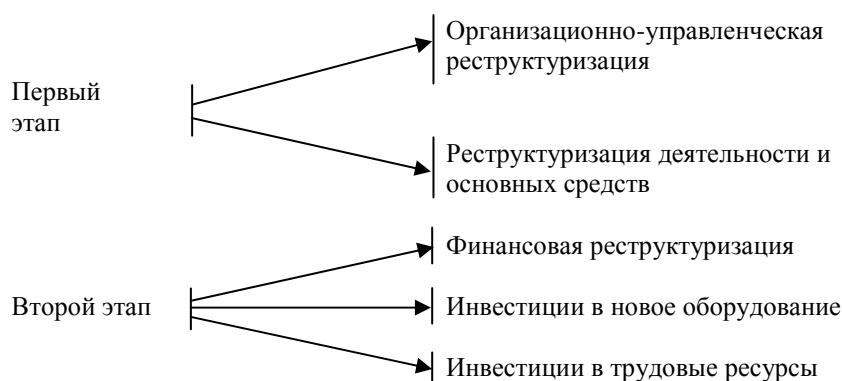 Первый
этап
Организационно-управленческая
реструктуризация
Реструктуризация деятельности и
основных средств
Второй этап
Финансовая реструктуризация
Инвестиции в новое оборудование
Инвестиции в трудовые ресурсы